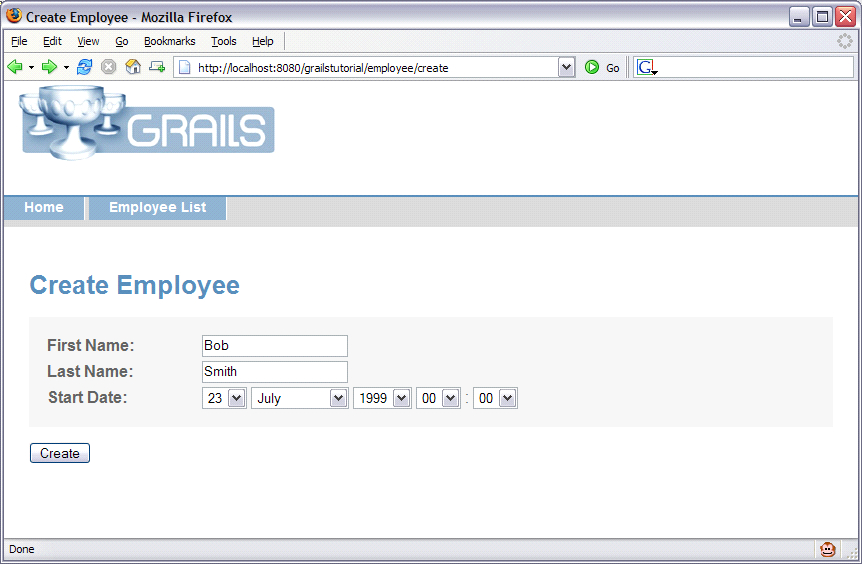 Create Employee - Mozilla Firefox
File Edit View Go Bookmarks Tools Help
http://localhost:8080/grailstutorial/employee/create Go G
GRAILS
Home Employee List
Create Employee
First Name: Bob
Last Name: Smith
Start Date: 23 July 1999 00 : 00
Create
Done